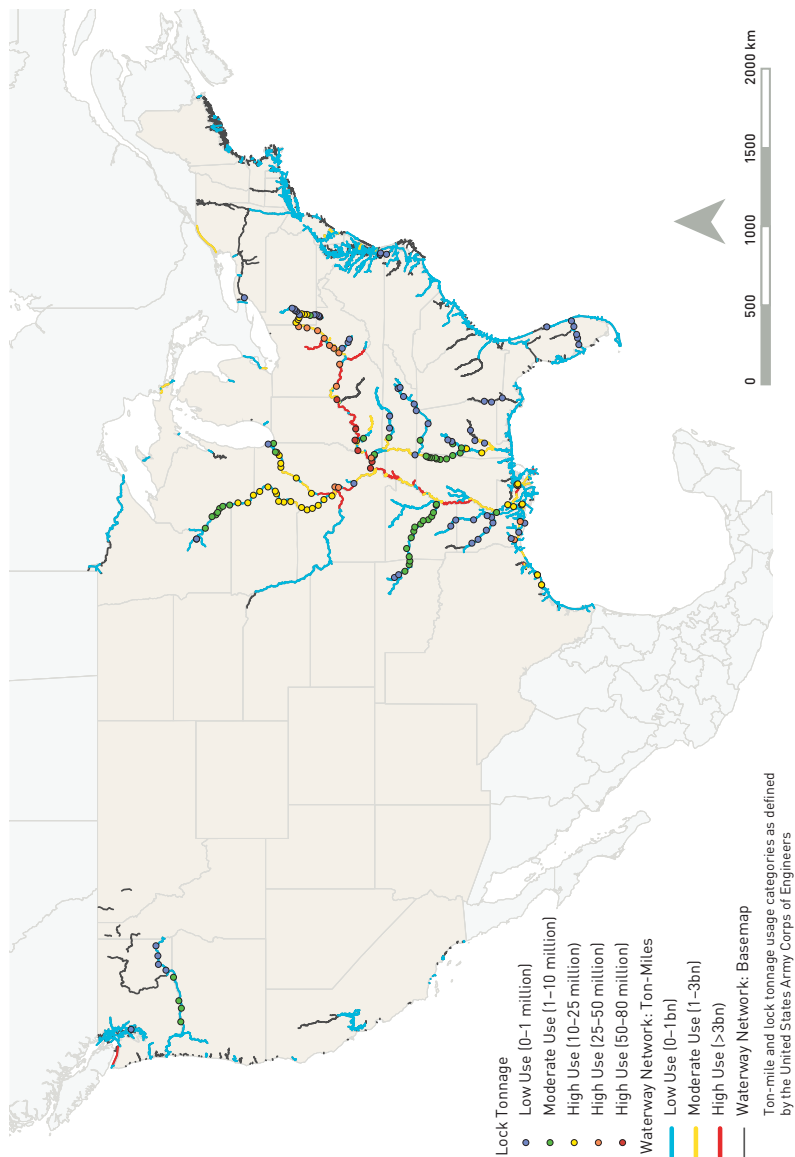 Lock Tonnage
Low Use (0–1 million)
Moderate Use (1–10 million)
High Use (10–25 million)
High Use (25–50 million)
High Use (50–80 million)
Waterway Network: Ton-Miles
Low Use (0–1bn)
Moderate Use (1–3bn)
High Use (>3bn)
Waterway Network: Basemap
Ton-mile and lock tonnage usage categories as defined
by the United States Army Corps of Engineers
0 500 1000 1500 2000 km